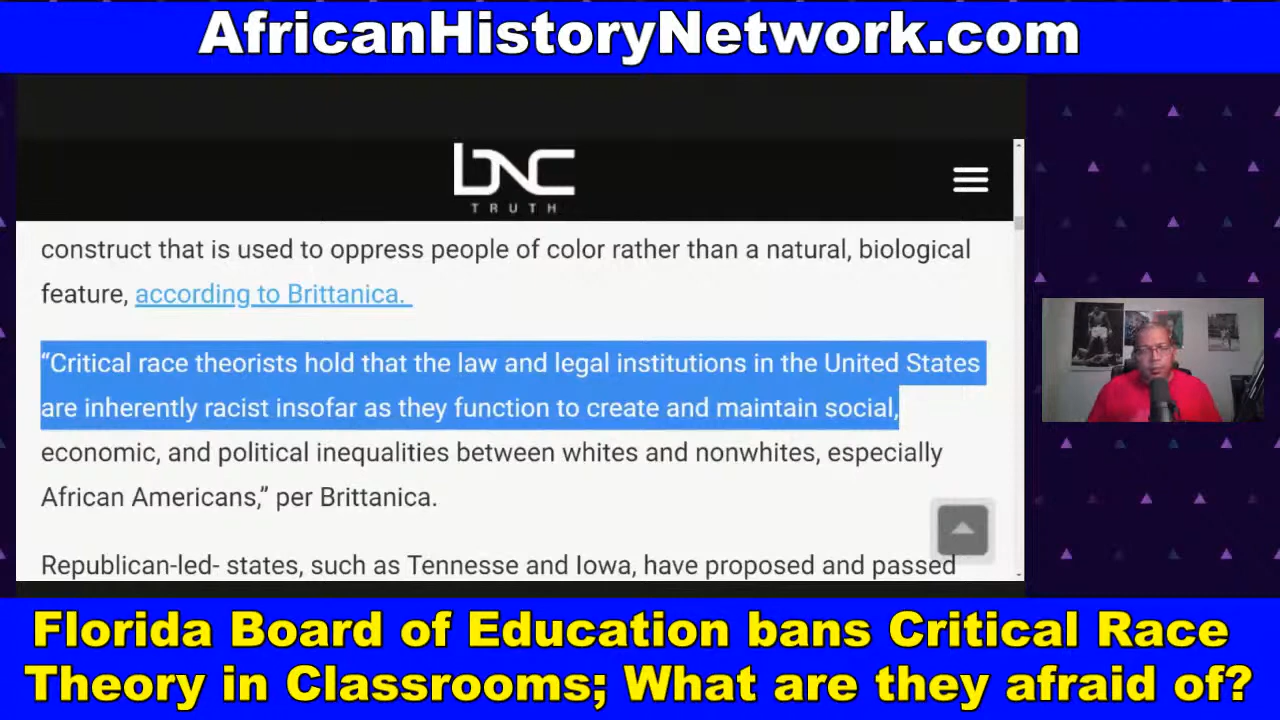 AfricanHistoryNetwork.com
bNC
TRUTH
construct that is used to oppress people of color rather than a natural, biological
feature, according to Brittanica.
“Critical race theorists hold that the law and legal institutions in the United States
are inherently racist insofar as they function to create and maintain social,
economic, and political inequalities between whites and nonwhites, especially
African Americans,” per Brittanica.
Republican-led- states, such as Tennesse and Iowa, have proposed and passed
Florida Board of Education bans Critical Race
Theory in Classrooms; What are they afraid of?